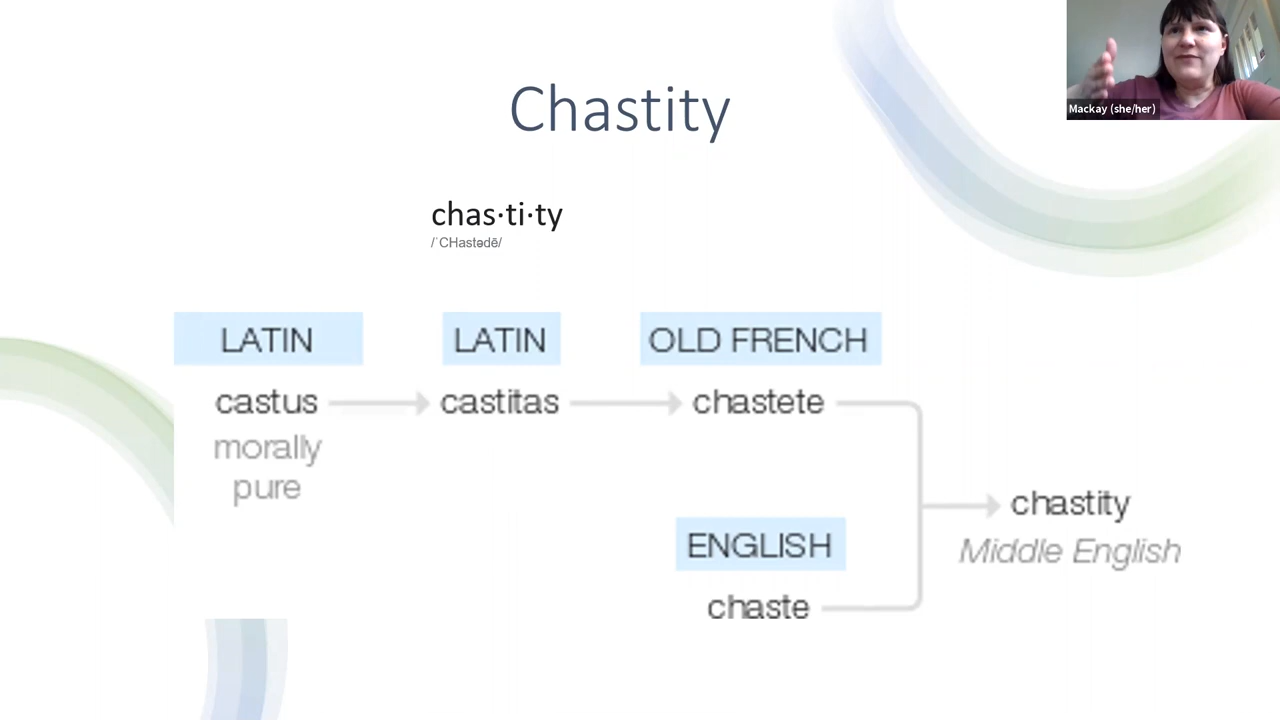 Chastity
Mackay (she/her)
chas·ti·ty
/ˈCHastədē/
LATIN LATIN OLD FRENCH
castus castitas chastete
morally
pure
chastity
ENGLISH
Middle English
chaste